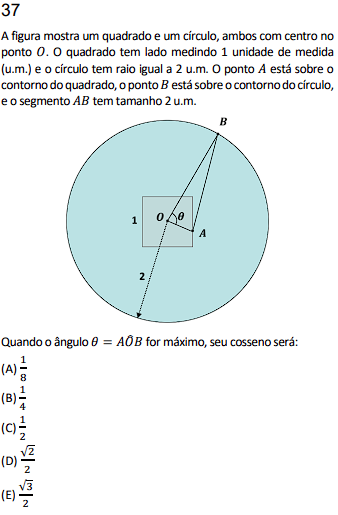 37
A figura mostra um quadrado e um círculo, ambos com centro no
ponto O. O quadrado tem lado medindo 1 unidade de medida
(u.m.) e o círculo tem raio igual a 2 u.m. O ponto A está sobre o
contorno do quadrado, o ponto B está sobre o contorno do círculo,
e o segmento AB tem tamanho 2 u.m.
B
1 O θ
A
2
Quando o ângulo θ = AÔB for máximo, seu cosseno será:
(A) 1/8
(B) 1/4
(C) 1/2
(D) √2/2
(E) √3/2